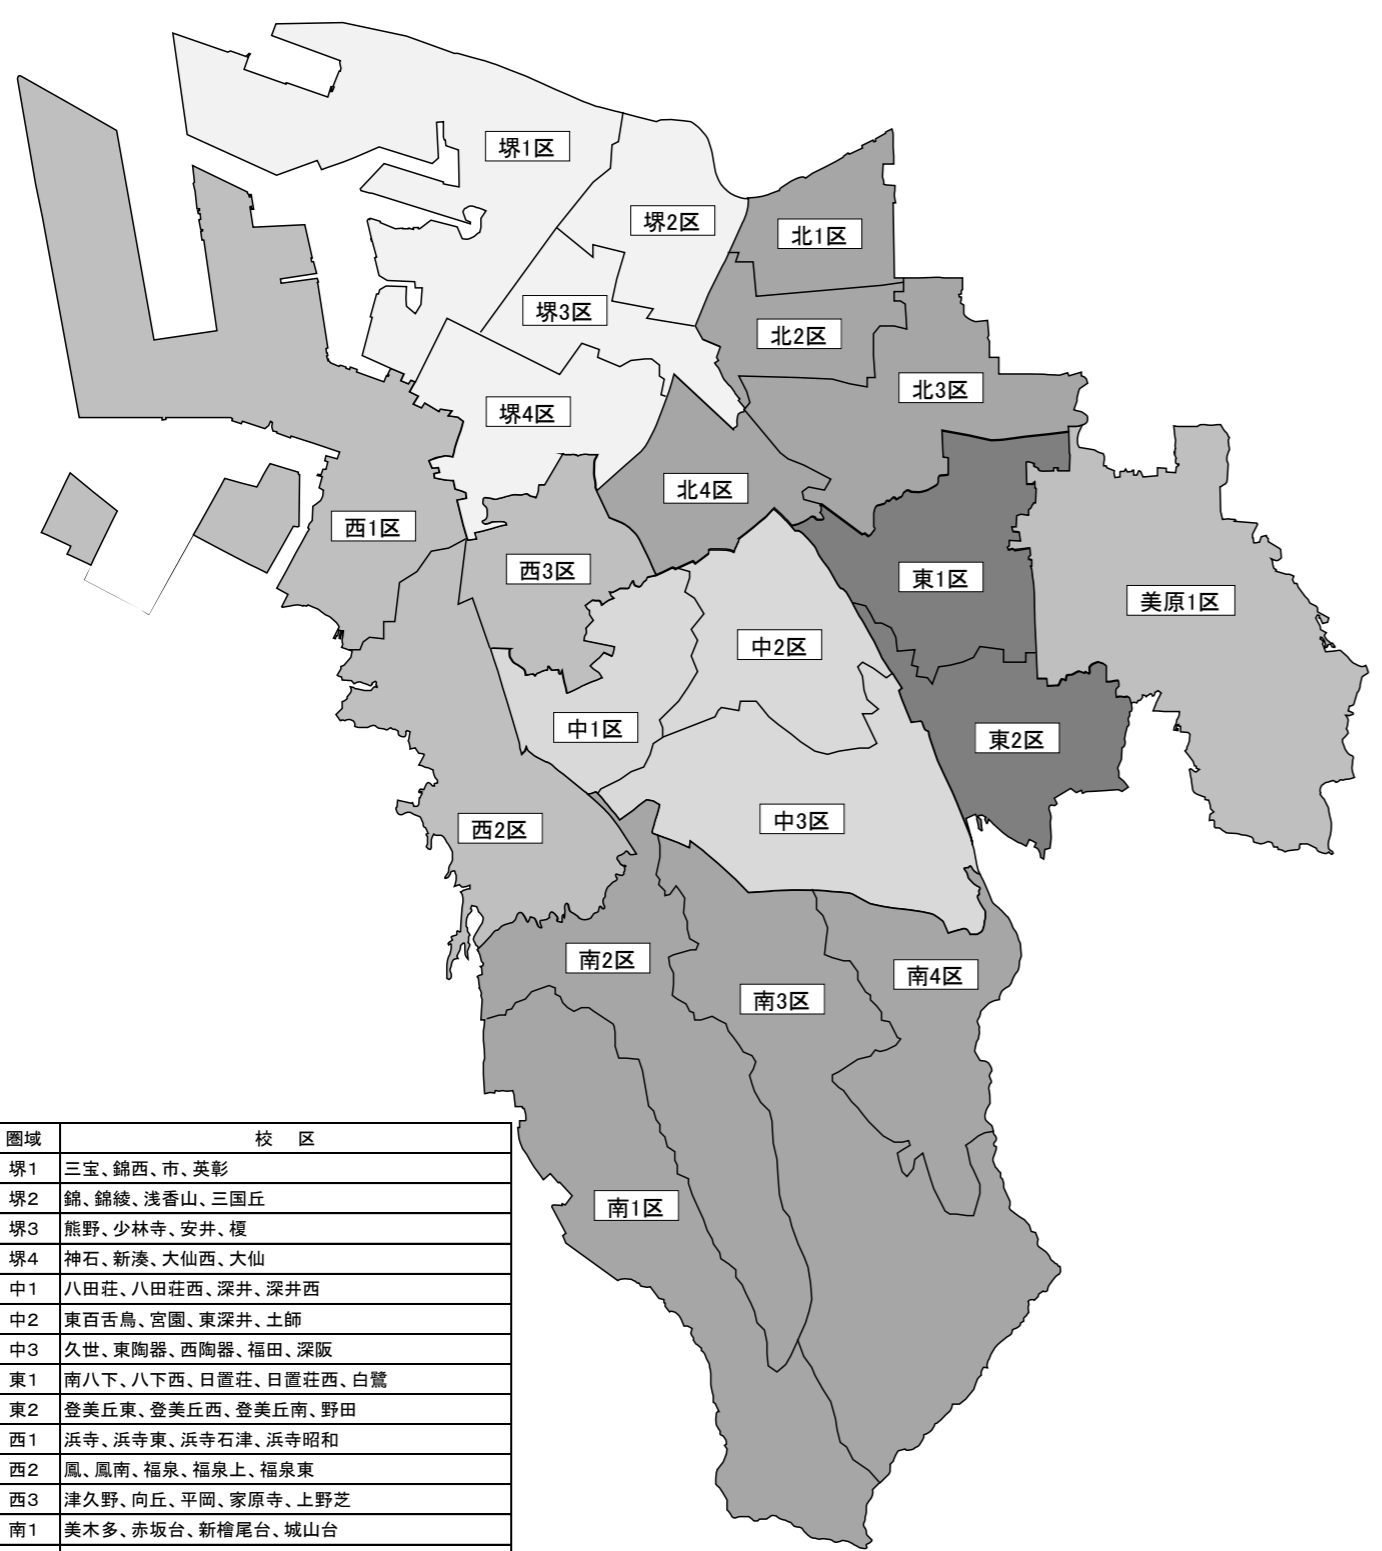 堺1区
堺2区
北1区
堺3区
北2区
北3区
堺4区
北4区
西1区
西3区
東1区
美原1区
中2区
中1区
東2区
中3区
西2区
南2区
南4区
南3区
南1区
圏域 校 区
堺1 三宝、錦西、市、英彰
堺2 錦、錦綾、浅香山、三国丘
堺3 熊野、少林寺、安井、榎
堺4 神石、新湊、大仙西、大仙
中1 八田荘、八田荘西、深井、深井西
中2 東百舌鳥、宮園、東深井、土師
中3 久世、東陶器、西陶器、福田、深阪
東1 南八下、八下西、日置荘、日置荘西、白鷺
東2 登美丘東、登美丘西、登美丘南、野田
西1 浜寺、浜寺東、浜寺石津、浜寺昭和
西2 鳳、鳳南、福泉、福泉上、福泉東
西3 津久野、向丘、平岡、家原寺、上野芝
南1 美木多、赤坂台、新檜尾台、城山台